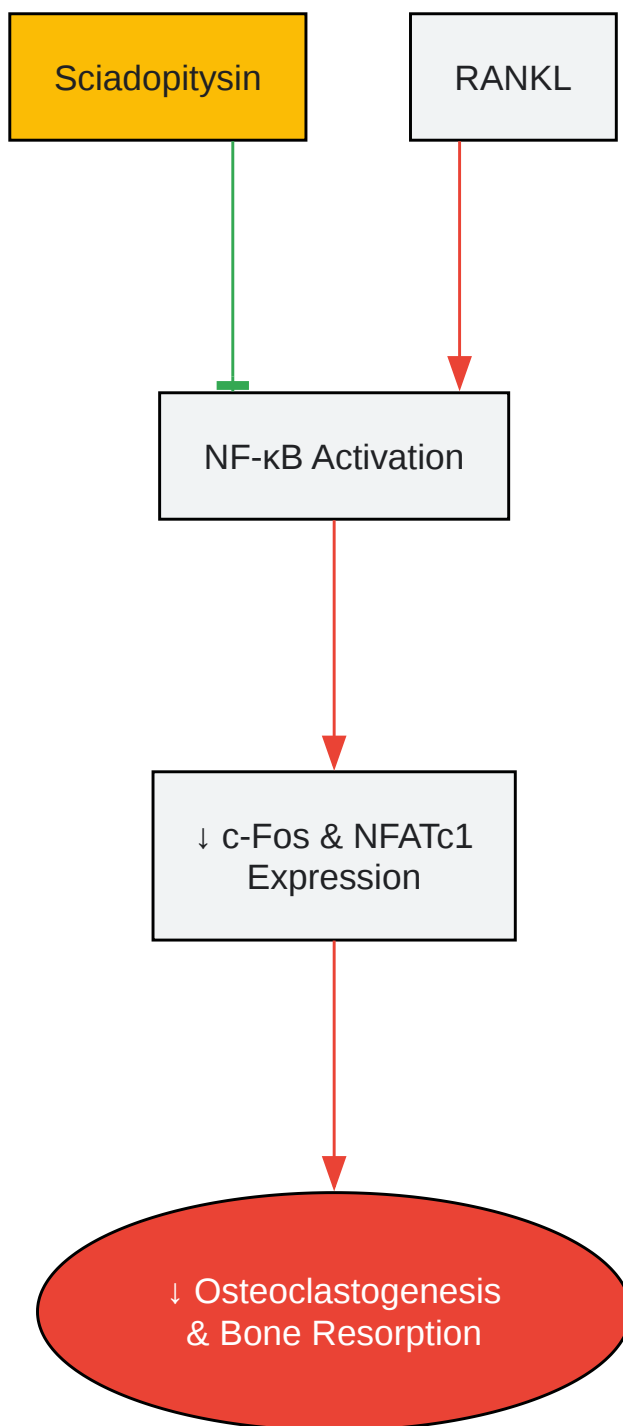 Sciadopitysin
RANKL
NF-κB Activation
↓ c-Fos & NFATc1
Expression
↓ Osteoclastogenesis
& Bone Resorption